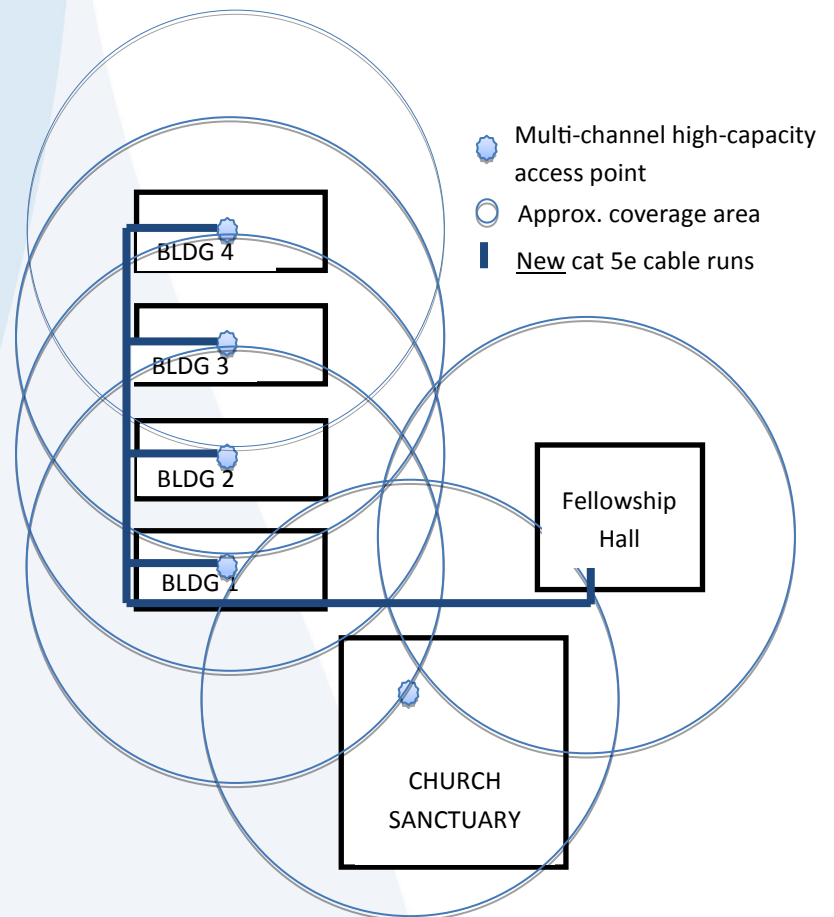 Multi-channel high-capacity
access point
Approx. coverage area
New cat 5e cable runs
BLDG 4
BLDG 3
BLDG 2
BLDG 1
Fellowship
Hall
CHURCH
SANCTUARY